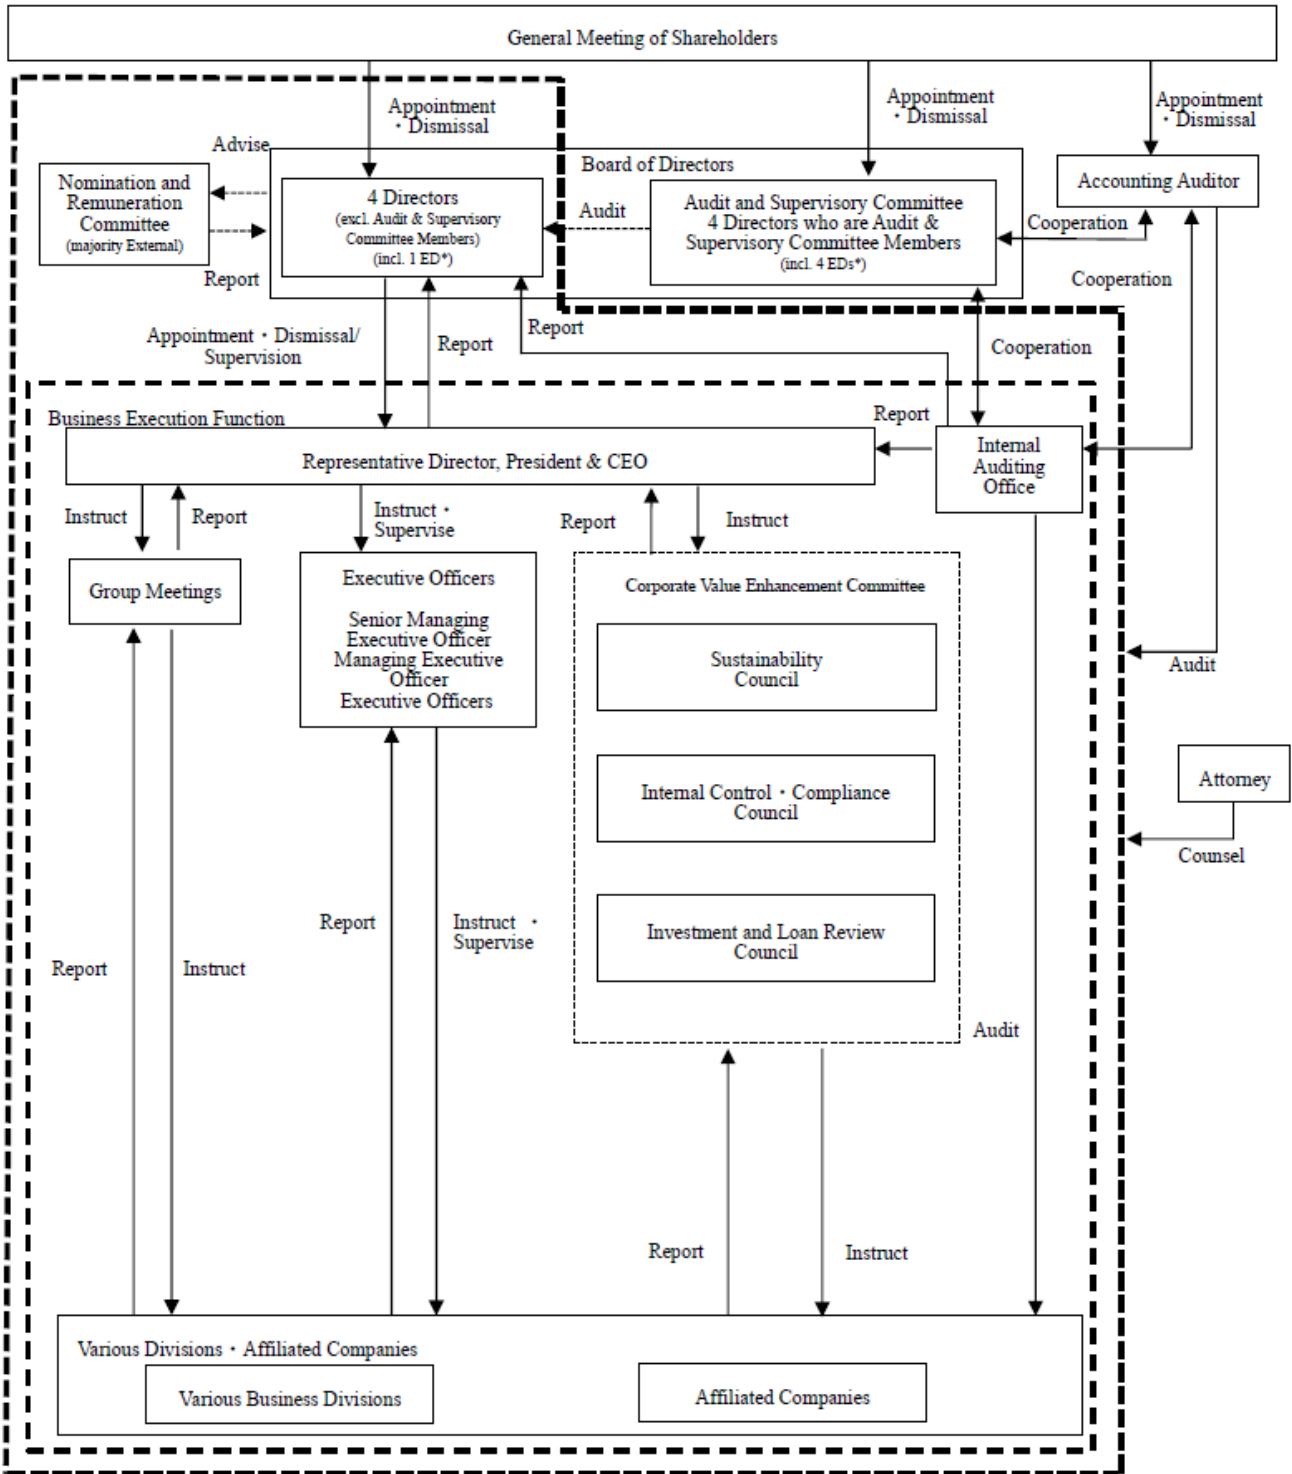 General Meeting of Shareholders
Appointment
・Dismissal
Appointment
・Dismissal
Appointment
・Dismissal
Advise
Board of Directors
Nomination and
Remuneration
Committee
(majority External)
4 Directors
(excl. Audit & Supervisory
Committee Members)
(incl. 1 ED*)
Audit
Audit and Supervisory Committee
4 Directors who are Audit &
Supervisory Committee Members
(incl. 4 EDs*)
Accounting Auditor
Cooperation
Cooperation
Report
Appointment・Dismissal/
Supervision
Report
Report
Cooperation
Business Execution Function
Report
Representative Director, President & CEO
Internal
Auditing
Office
Instruct
Report
Instruct・
Supervise
Report
Instruct
Group Meetings
Executive Officers
Senior Managing
Executive Officer
Managing Executive
Officer
Executive Officers
Corporate Value Enhancement Committee
Sustainability
Council
Audit
Internal Control・Compliance
Council
Attorney
Counsel
Investment and Loan Review
Council
Report
Instruct ・
Supervise
Report
Instruct
Audit
Report
Instruct
Various Divisions・Affiliated Companies
Various Business Divisions
Affiliated Companies